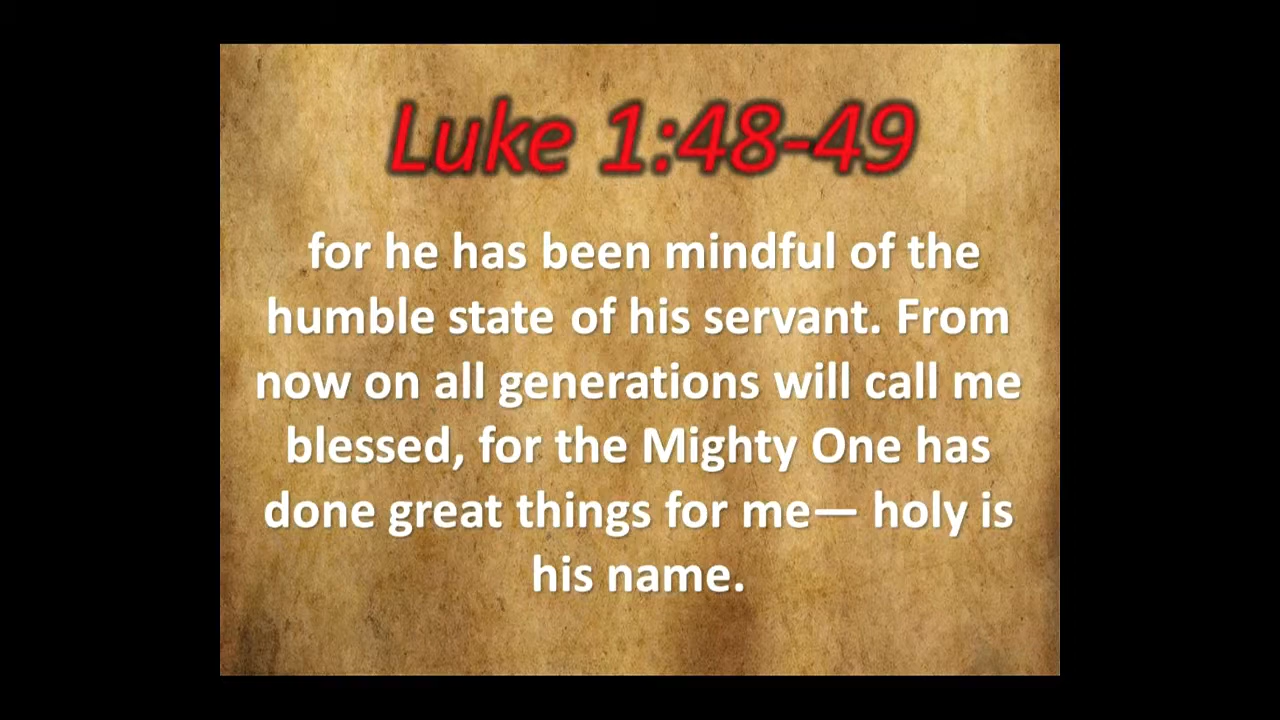 Luke 1:48-49
for he has been mindful of the
humble state of his servant. From
now on all generations will call me
blessed, for the Mighty One has
done great things for me— holy is
his name.